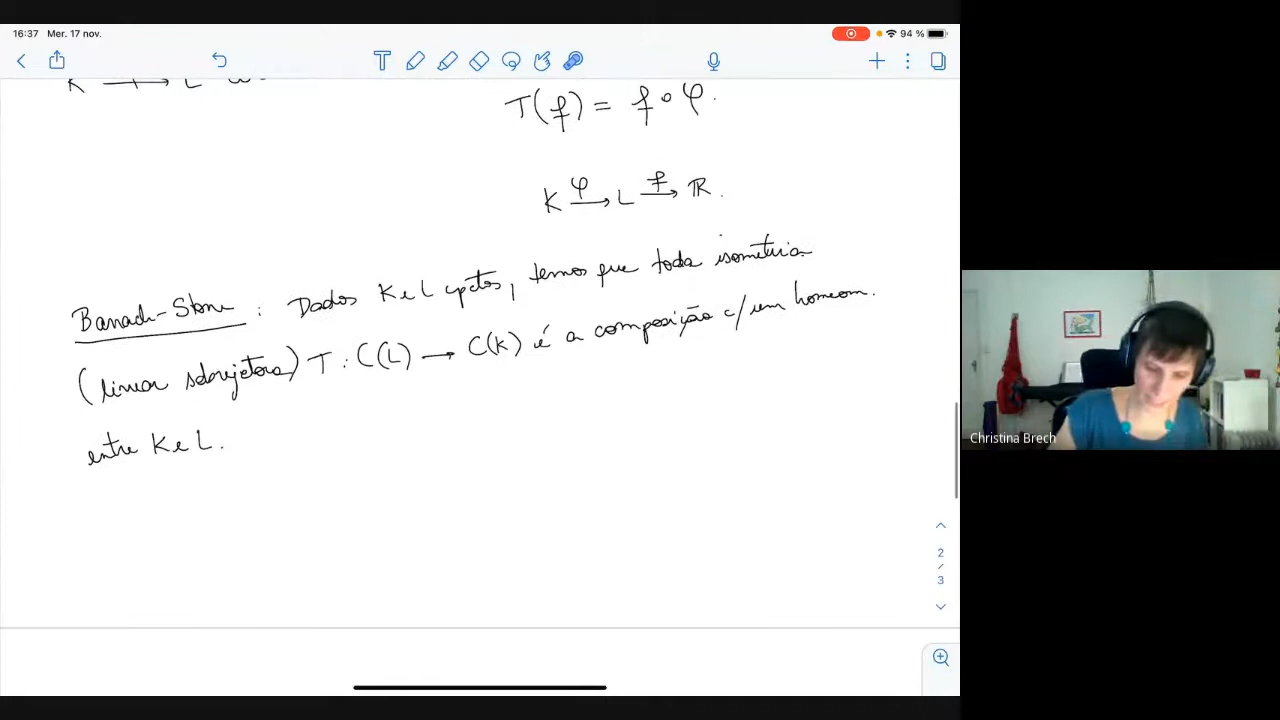 16:37 Mer. 17 nov.
94 %
K → L
T(f) = f∘φ.
K φ→ L f→ ℝ.
Banach-Stone : Dados K e L cpctos, temos que toda isometria
(linear sobrejetora) T : C(L) → C(K) é a composição c/ um homeom.
entre K e L.
2
/
3
Christina Brech